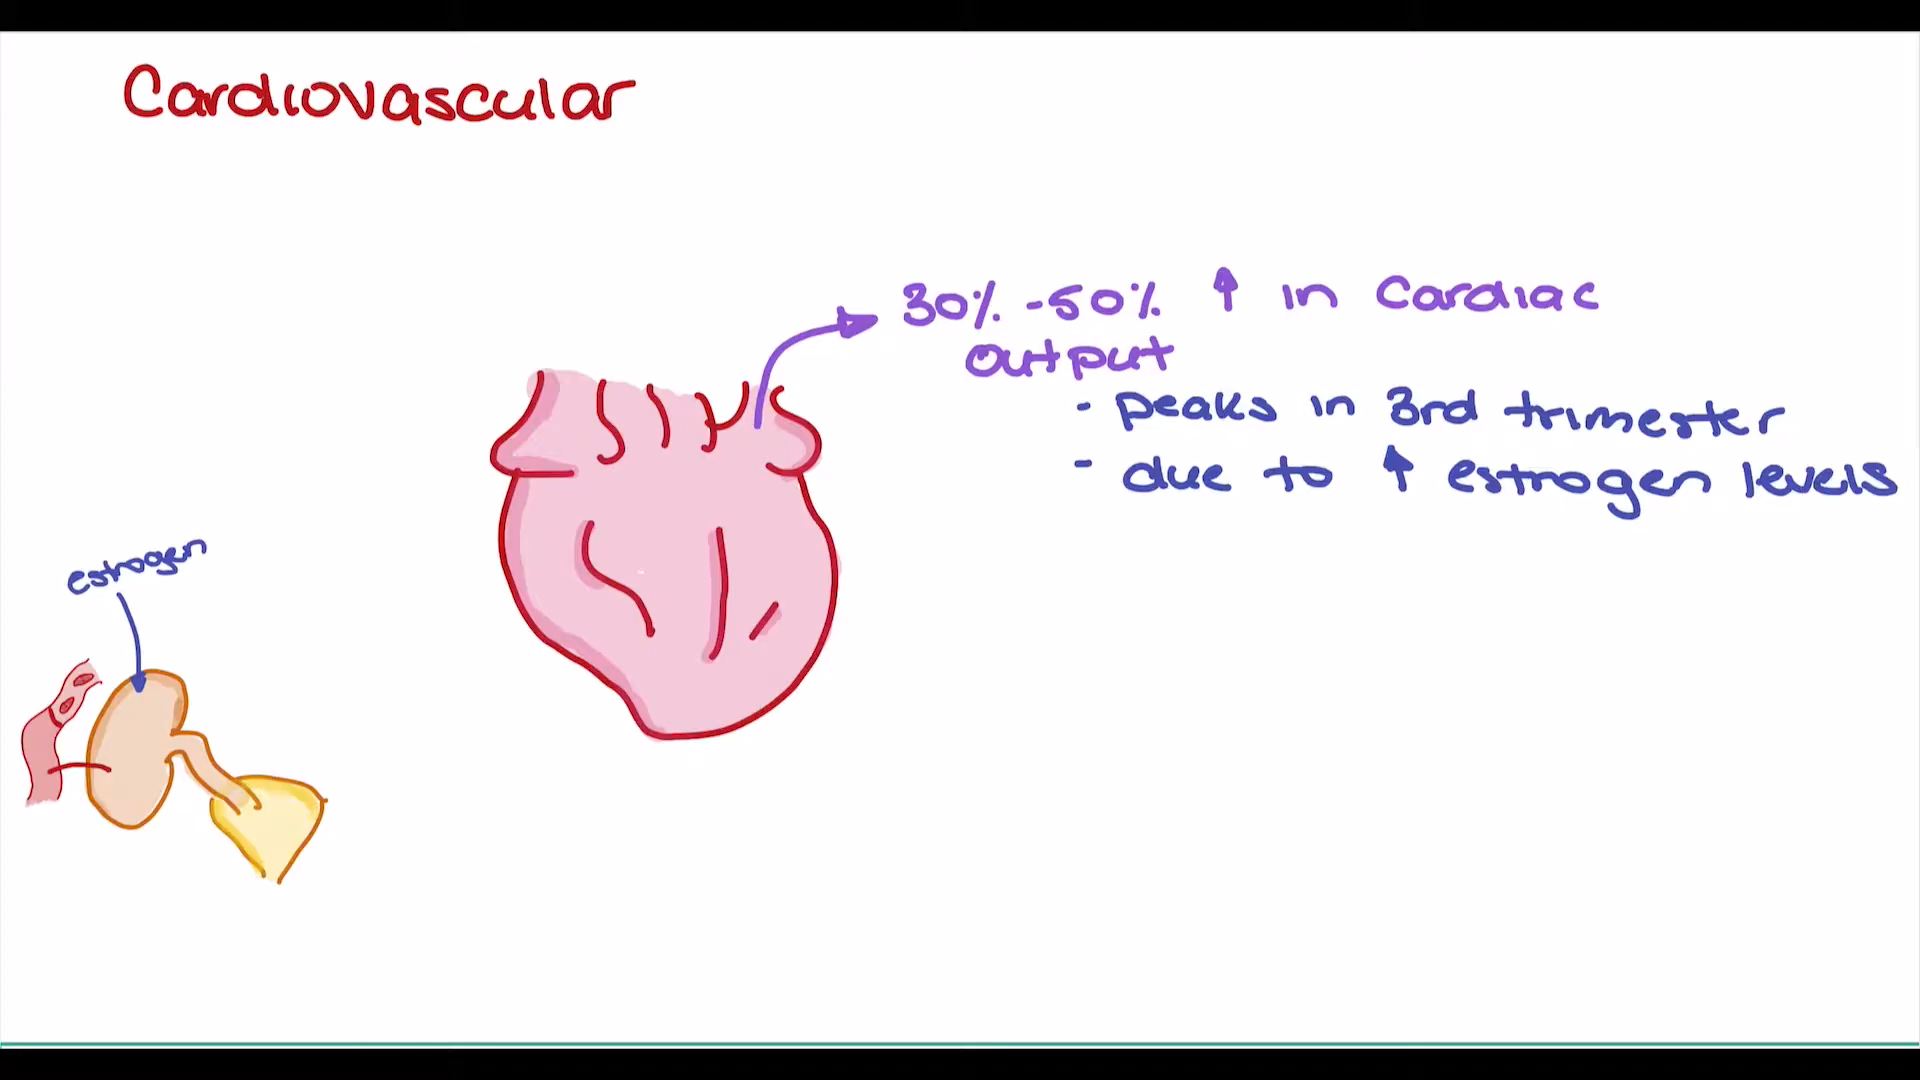 Cardiovascular
30% - 50% ↑ in cardiac
output
- peaks in 3rd trimester
- due to ↑ estrogen levels
estrogen